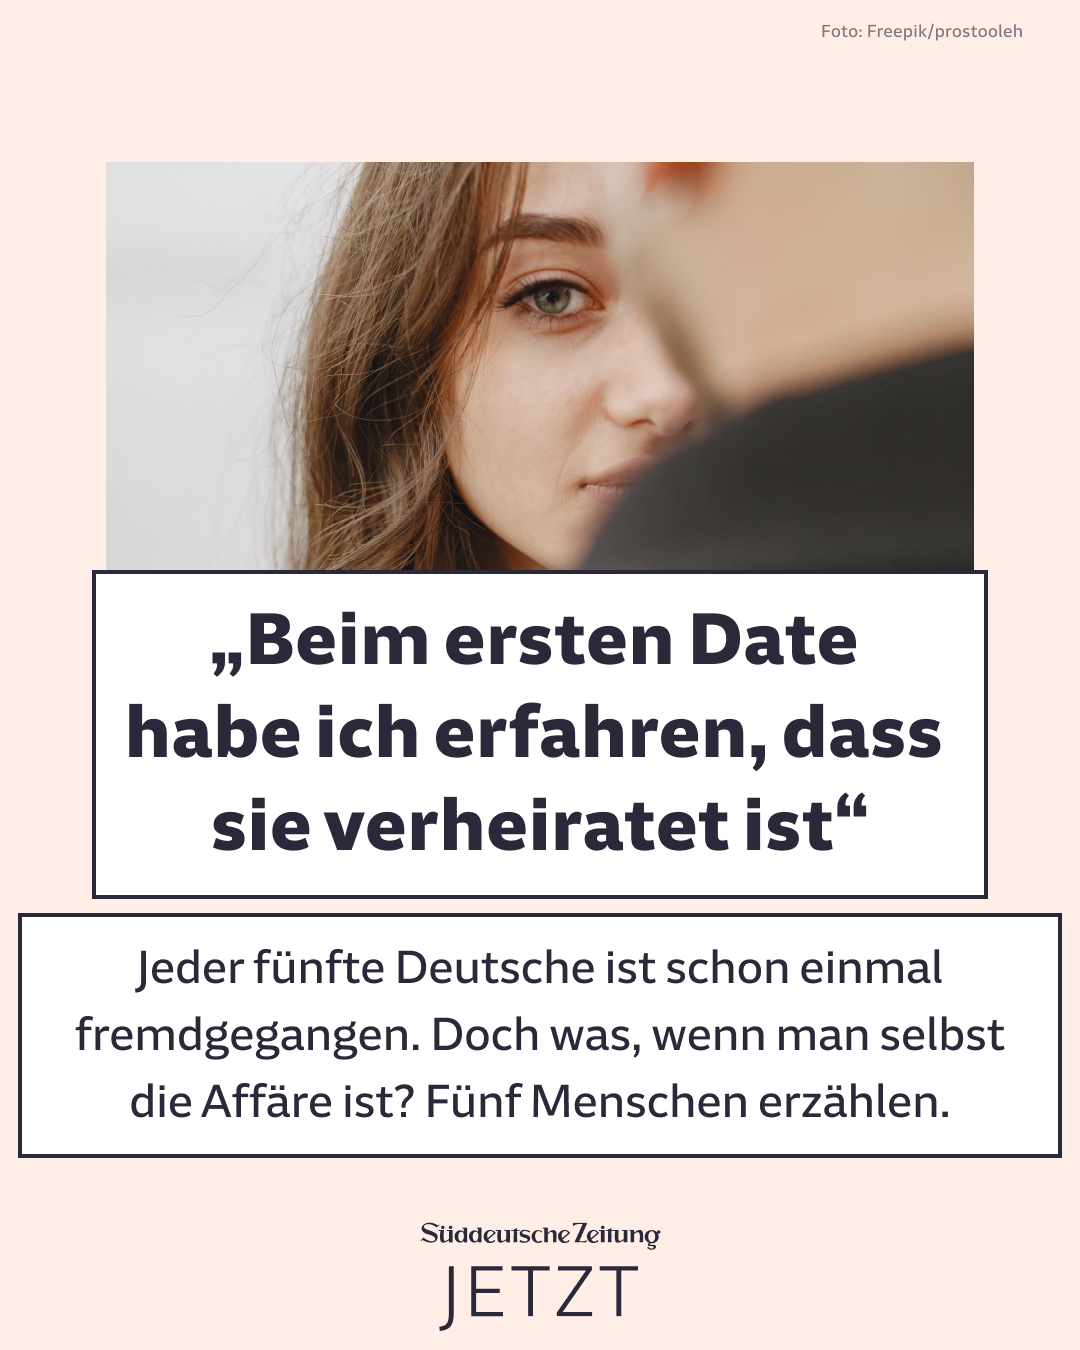 Foto: Freepik/prostooleh
„Beim ersten Date
habe ich erfahren, dass
sie verheiratet ist“
Jeder fünfte Deutsche ist schon einmal
fremdgegangen. Doch was, wenn man selbst
die Affäre ist? Fünf Menschen erzählen.
Süddeutsche Zeitung
JETZT